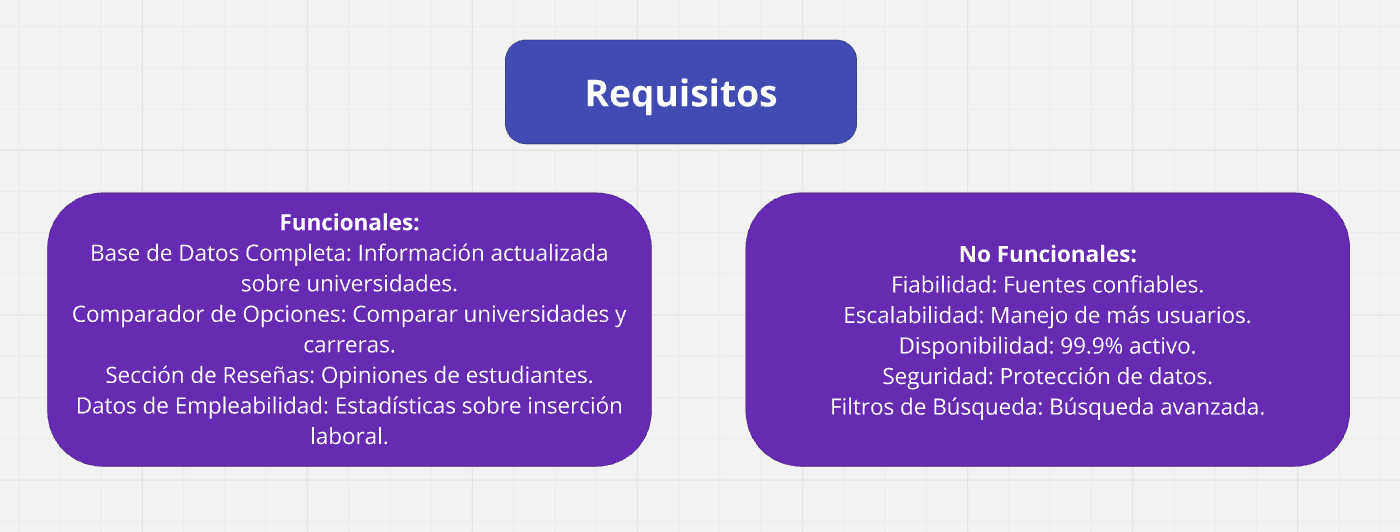 Requisitos
Funcionales:
Base de Datos Completa: Información actualizada
sobre universidades.
Comparador de Opciones: Comparar universidades y
carreras.
Sección de Reseñas: Opiniones de estudiantes.
Datos de Empleabilidad: Estadísticas sobre inserción
laboral.
No Funcionales:
Fiabilidad: Fuentes confiables.
Escalabilidad: Manejo de más usuarios.
Disponibilidad: 99.9% activo.
Seguridad: Protección de datos.
Filtros de Búsqueda: Búsqueda avanzada.